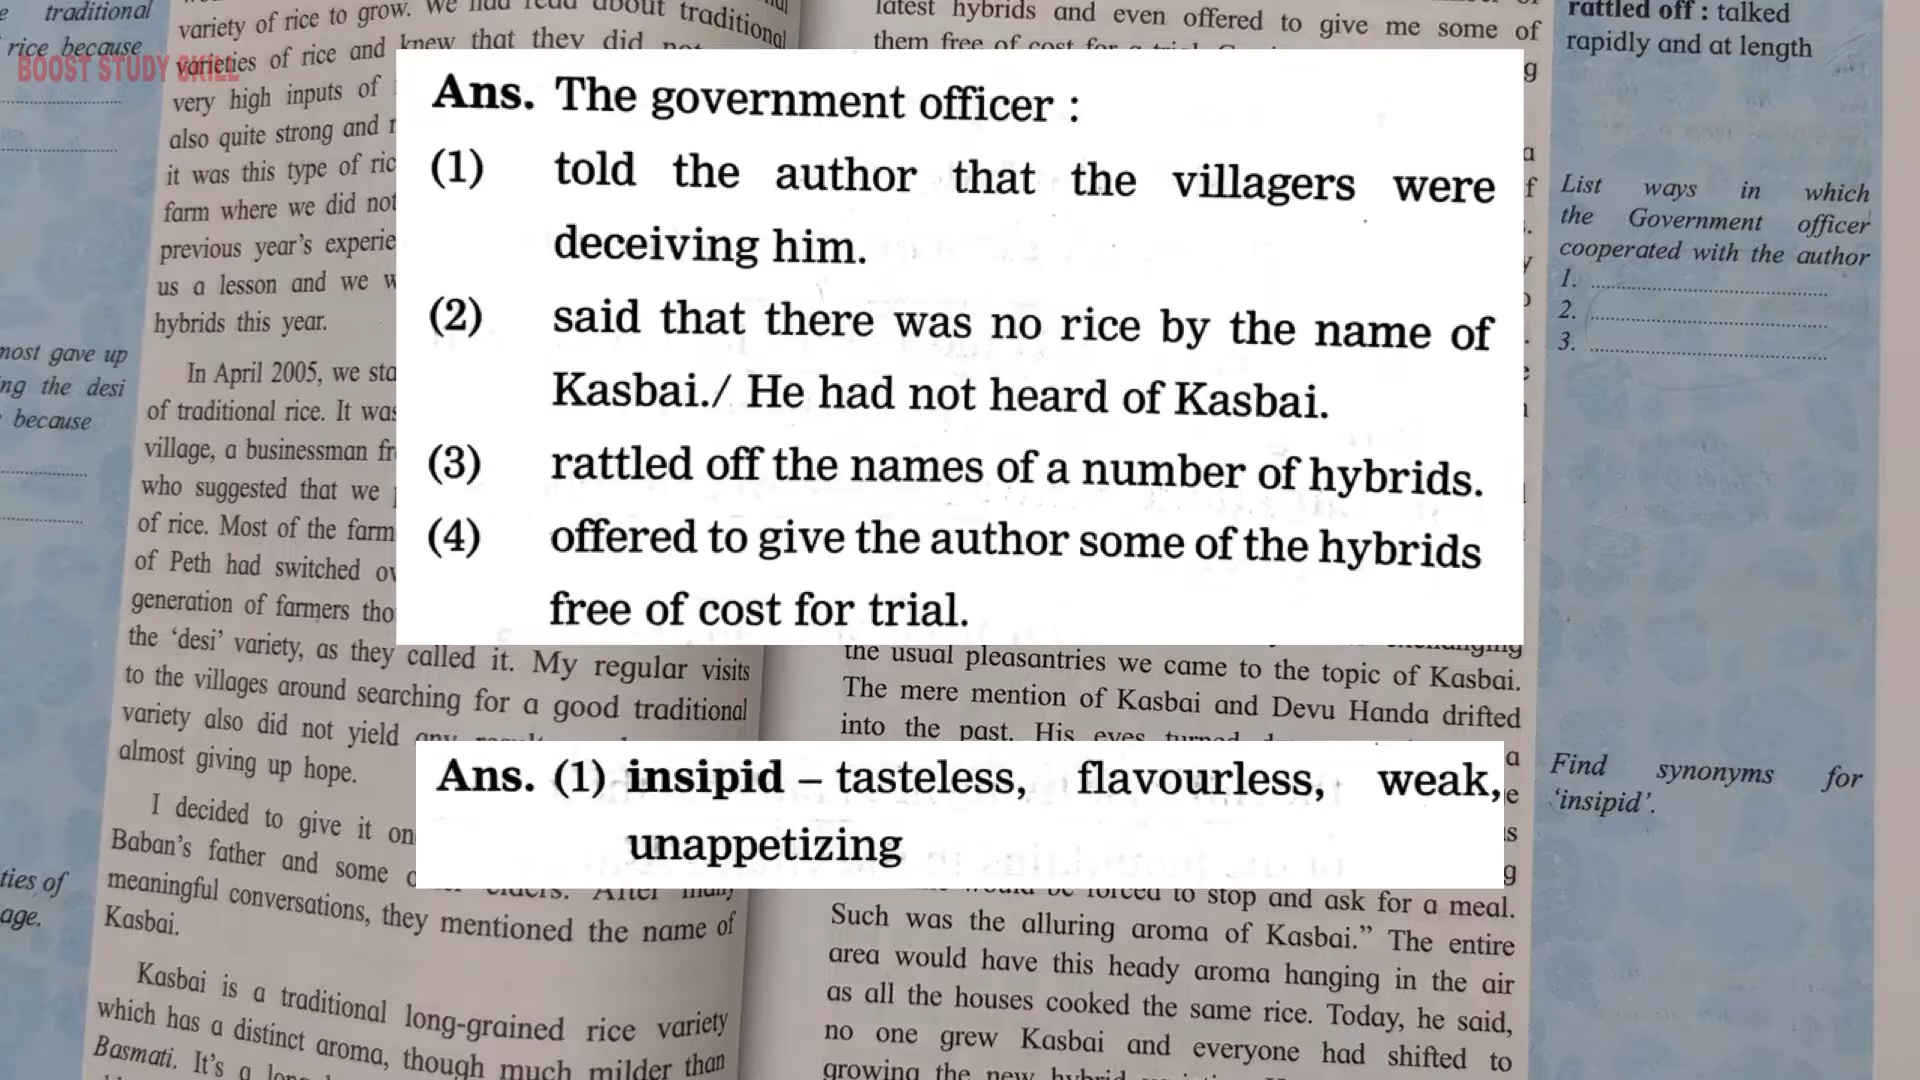 traditional
rice because
BOOST STUDY SKILL
most gave up
the desi
because
ties of
age.
variety of rice to grow. We had read about traditional
varieties of rice and knew that they did
very high inputs of
also quite strong and
it was this type of
farm where we did not
previous year's
us a lesson and we
hybrids this year.
In April 2005, we
of traditional rice. It was
village, a businessman
who suggested that we
of rice. Most of the farm
of Peth had switched
generation of farmers
the 'desi' variety, as they called it. My regular visits
to the villages around searching for a good traditional
variety also did not yield any
almost giving up hope.
I decided to give it
Baban's father and some elders. After many
meaningful conversations, they mentioned the name of
Kasbai.
Kasbai is a traditional long-grained rice variety
which has a distinct aroma, though much milder than
Basmati. It's a
latest hybrids and even offered to give me some of
them free of cost for a
Ans. The government officer :
(1) told the author that the villagers were
deceiving him.
(2) said that there was no rice by the name of
Kasbai./ He had not heard of Kasbai.
(3) rattled off the names of a number of hybrids.
(4) offered to give the author some of the hybrids
free of cost for trial.
the usual pleasantries we came to the topic of Kasbai.
The mere mention of Kasbai and Devu Handa drifted
into the past. His eyes turned
Ans. (1) insipid – tasteless, flavourless, weak,
unappetizing
would be forced to stop and ask for a meal.
Such was the alluring aroma of Kasbai." The entire
area would have this heady aroma hanging in the air
as all the houses cooked the same rice. Today, he said,
no one grew Kasbai and everyone had shifted to
growing the new hybrid
rattled off : talked
rapidly and at length
List ways in which
the Government officer
cooperated with the author
1.
2.
3.
Find synonyms for
'insipid'.